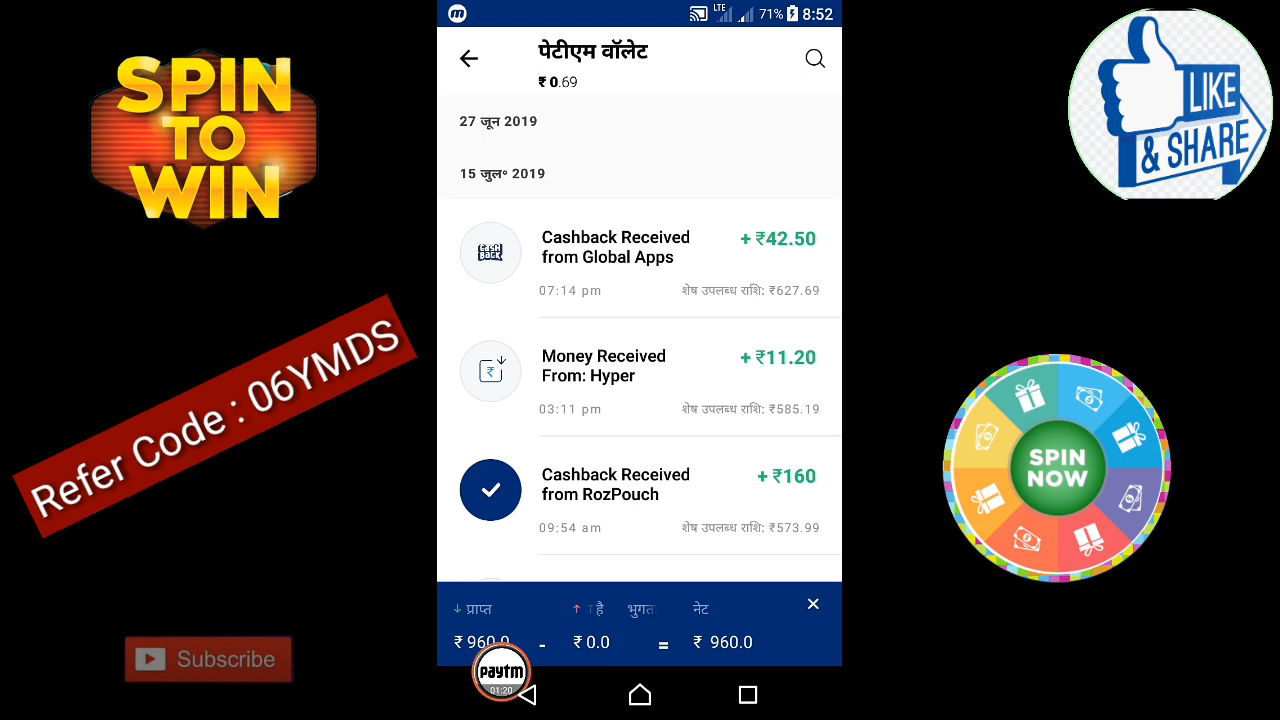 SPIN
TO
WIN
Refer Code : 06YMDS
Subscribe
LTE
71%
8:52
पेटीएम वॉलेट
₹ 0.69
27 जून 2019
15 जुल॰ 2019
CASH
BACK
Cashback Received
from Global Apps
+ ₹42.50
07:14 pm
शेष उपलब्ध राशि: ₹627.69
Money Received
From: Hyper
+ ₹11.20
03:11 pm
शेष उपलब्ध राशि: ₹585.19
Cashback Received
from RozPouch
+ ₹160
09:54 am
शेष उपलब्ध राशि: ₹573.99
↓ प्राप्त
↑ है
नेट
₹ 960.0 - ₹ 0.0 = ₹ 960.0
paytm
01:20
LIKE
& SHARE
SPIN
NOW